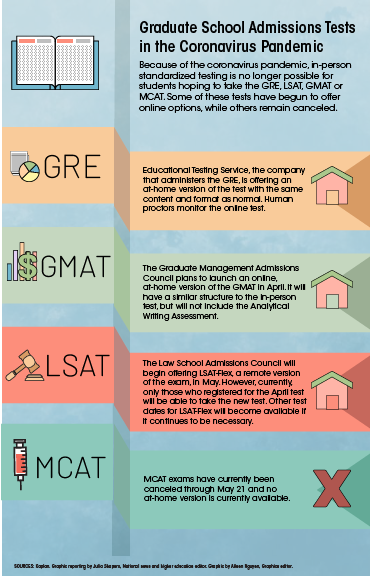 Graduate School Admissions Tests
in the Coronavirus Pandemic
Because of the coronavirus pandemic, in-person
standardized testing is no longer possible for
students hoping to take the GRE, LSAT, GMAT or
MCAT. Some of these tests have begun to offer
online options, while others remain canceled.
GRE
Educational Testing Service, the company
that administers the GRE, is offering an
at-home version of the test with the same
content and format as normal. Human
proctors monitor the online test.
GMAT
The Graduate Management Admissions
Council plans to launch an online,
at-home version of the GMAT in April. It will
have a similar structure to the in-person
test, but will not include the Analytical
Writing Assessment.
LSAT
The Law School Admissions Council will
begin offering LSAT-Flex, a remote version
of the exam, in May. However, currently,
only those who registered for the April test
will be able to take the new test. Other test
dates for LSAT-Flex will become available if
it continues to be necessary.
MCAT
MCAT exams have currently been
canceled through May 21 and no
at-home version is currently available.
SOURCES: Kaplan. Graphic reporting by Julia Shapero, National news and higher education editor. Graphic by Aileen Nguyen, Graphics editor.